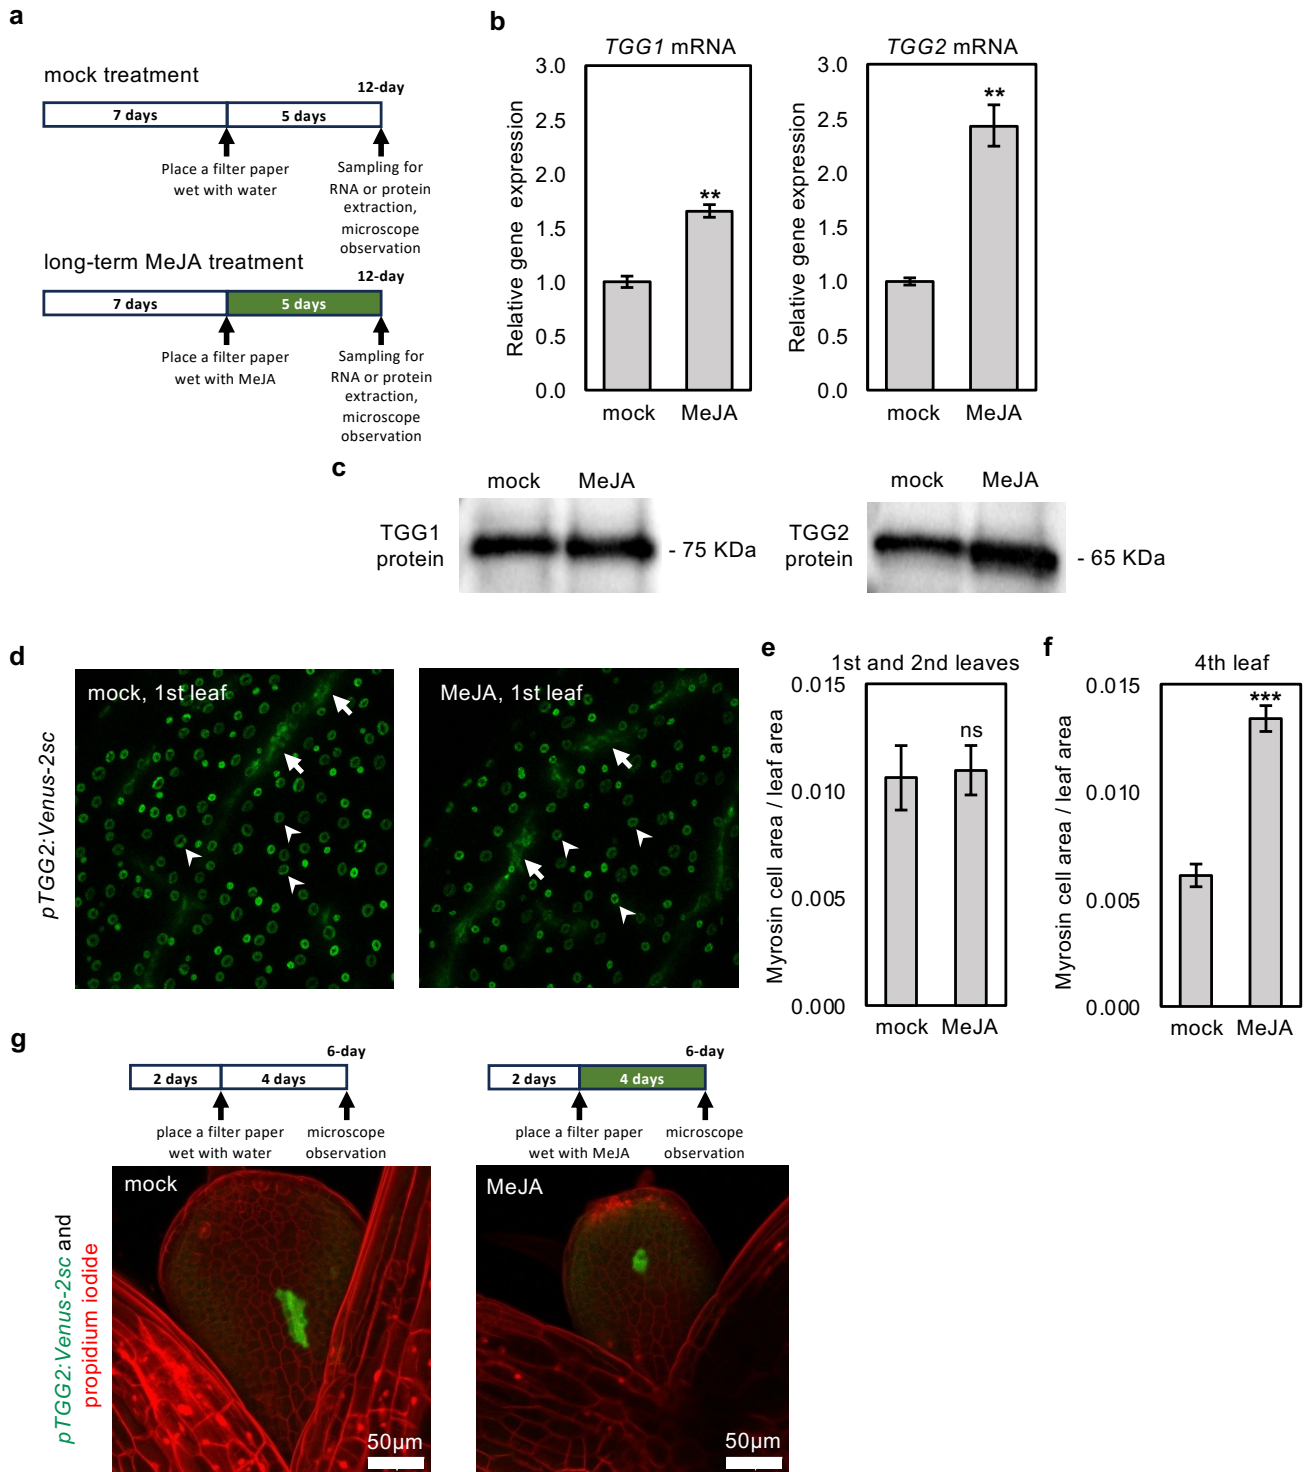 a
mock treatment
12-day
7 days
5 days
Place a filter paper
wet with water
Sampling for
RNA or protein
extraction,
microscope
observation
long-term MeJA treatment
12-day
7 days
5 days
Place a filter paper
wet with MeJA
Sampling for
RNA or protein
extraction,
microscope
observation
b
TGG1 mRNA
Relative gene expression
3.0
2.5
2.0
1.5
1.0
0.5
0.0
**
mock
MeJA
TGG2 mRNA
Relative gene expression
3.0
2.5
2.0
1.5
1.0
0.5
0.0
**
mock
MeJA
c
mock
MeJA
TGG1
protein
- 75 KDa
mock
MeJA
TGG2
protein
- 65 KDa
d
pTGG2:Venus-2sc
mock, 1st leaf
MeJA, 1st leaf
e
1st and 2nd leaves
Myrosin cell area / leaf area
0.015
0.010
0.005
0.000
ns
mock
MeJA
f
4th leaf
Myrosin cell area / leaf area
0.015
0.010
0.005
0.000
***
mock
MeJA
g
6-day
2 days
4 days
place a filter paper
wet with water
microscope
observation
6-day
2 days
4 days
place a filter paper
wet with MeJA
microscope
observation
pTGG2:Venus-2sc and
propidium iodide
mock
50µm
MeJA
50µm